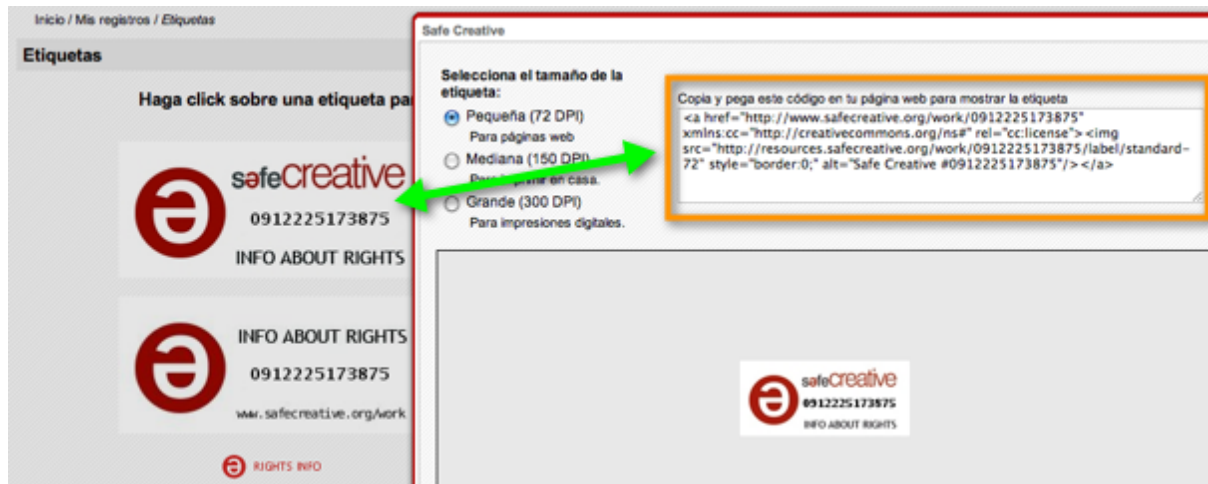 Inicio / Mis registros / Etiquetas
Etiquetas
Haga click sobre una etiqueta
safeCreative
0912225173875
INFO ABOUT RIGHTS
INFO ABOUT RIGHTS
0912225173875
www.safecreative.org/work
RIGHTS INFO
Safe Creative
Selecciona el tamaño de la
etiqueta:
Pequeña (72 DPI)
Para páginas web
Mediana (150 DPI)
Para imprimir en casa.
Grande (300 DPI)
Para impresiones digitales.
Copia y pega este código en tu página web para mostrar la etiqueta
<a href="http://www.safecreative.org/work/0912225173875"
xmlns:cc="http://creativecommons.org/ns#" rel="cc:license"><img
src="http://resources.safecreative.org/work/0912225173875/label/standard-
72" style="border:0;" alt="Safe Creative #0912225173875"/></a>
safeCreative
0912225173875
INFO ABOUT RIGHTS